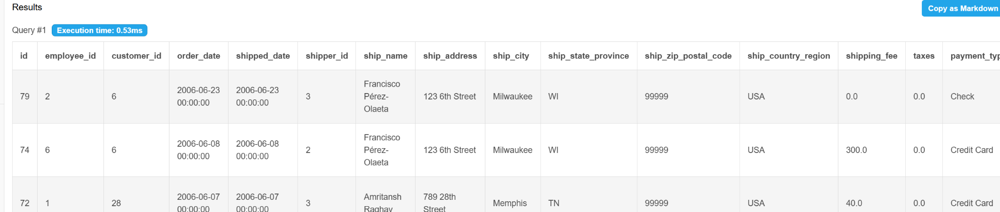 Results
Copy as Markdown
Query #1 Execution time: 0.53ms
id employee_id customer_id order_date shipped_date shipper_id ship_name ship_address ship_city ship_state_province ship_zip_postal_code ship_country_region shipping_fee taxes payment_typ
79 2 6 2006-06-23 00:00:00 2006-06-23 00:00:00 3 Francisco Pérez-Olaeta 123 6th Street Milwaukee WI 99999 USA 0.0 0.0 Check
74 6 6 2006-06-08 00:00:00 2006-06-08 00:00:00 2 Francisco Pérez-Olaeta 123 6th Street Milwaukee WI 99999 USA 300.0 0.0 Credit Card
72 1 28 2006-06-07 00:00:00 2006-06-07 00:00:00 3 Amritansh Raghav 789 28th Street Memphis TN 99999 USA 40.0 0.0 Credit Card